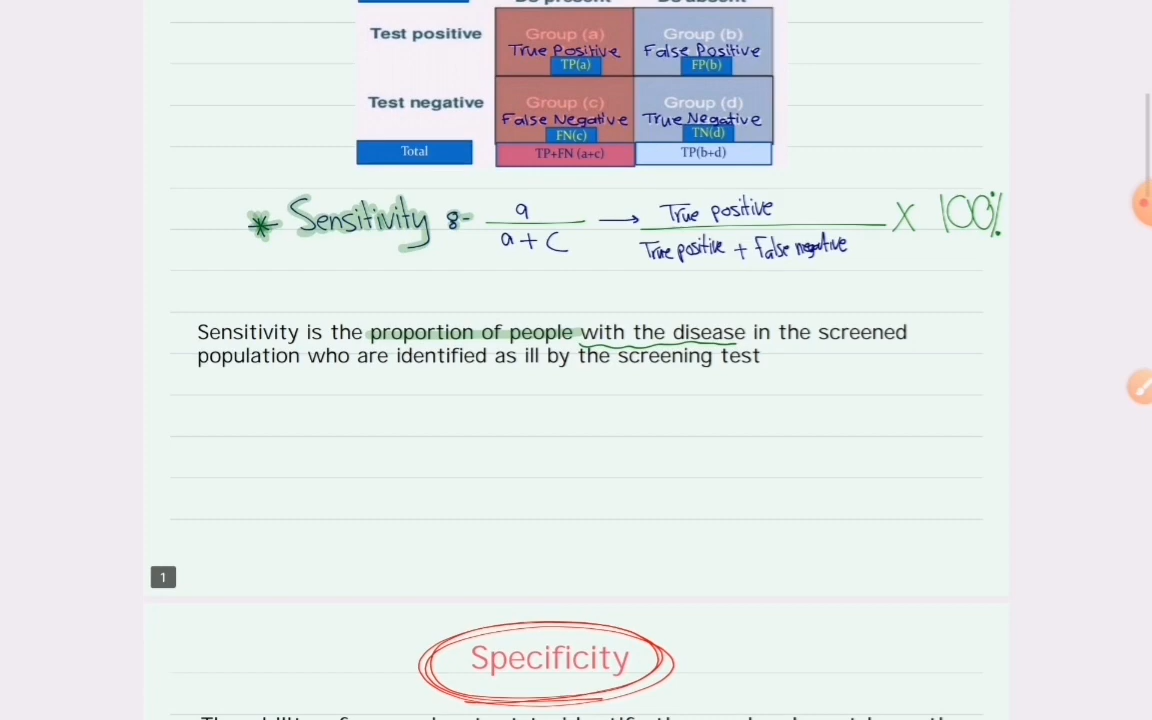 Test positive
Group (a)
Group (b)
True Positive
False Positive
TP(a)
FP(b)
Test negative
Group (c)
Group (d)
False Negative
True Negative
FN(c)
TN(d)
Total
TP+FN (a+c)
TP(b+d)
* Sensitivity 8- a / a + C → True positive / True positive + False negative X 100%
Sensitivity is the proportion of people with the disease in the screened
population who are identified as ill by the screening test
1
Specificity